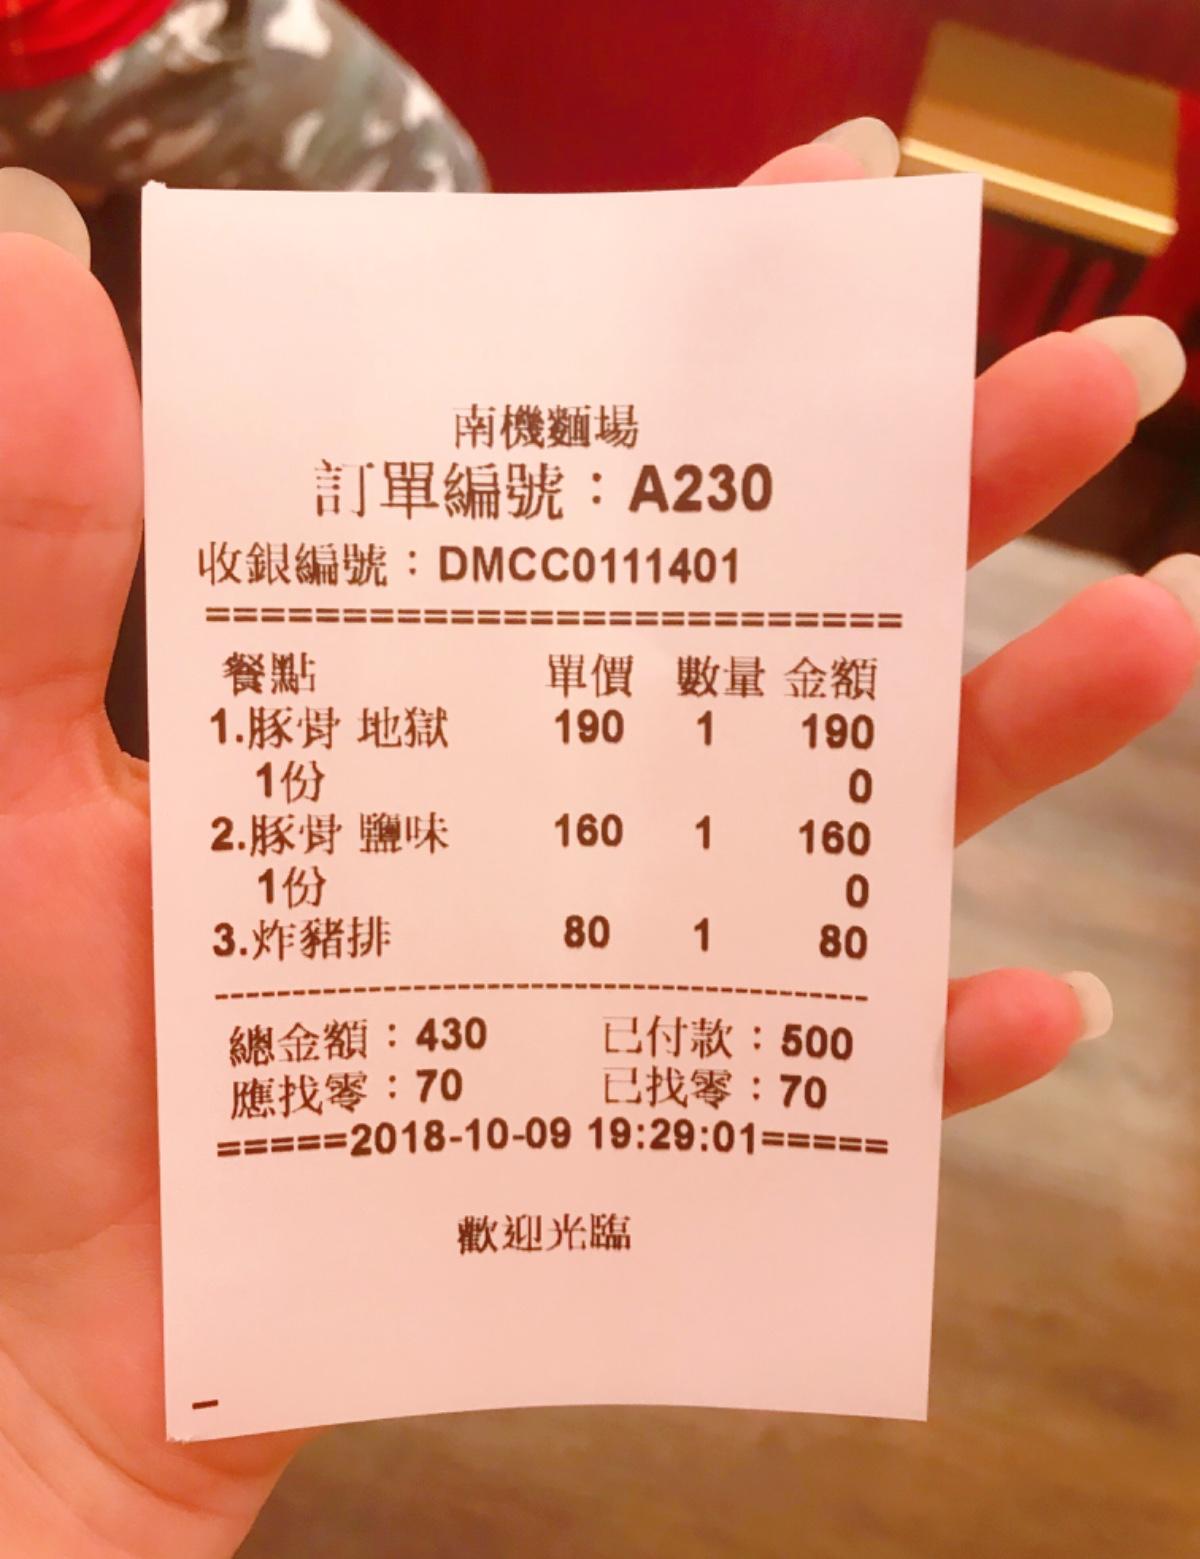 南機麵場
訂單編號：A230
收銀編號：DMCC0111401
==========================
餐點 單價 數量 金額
1.豚骨 地獄 190 1 190
1份 0
2.豚骨 鹽味 160 1 160
1份 0
3.炸豬排 80 1 80
--------------------------------------------
總金額：430 已付款：500
應找零：70 已找零：70
=====2018-10-09 19:29:01=====
歡迎光臨